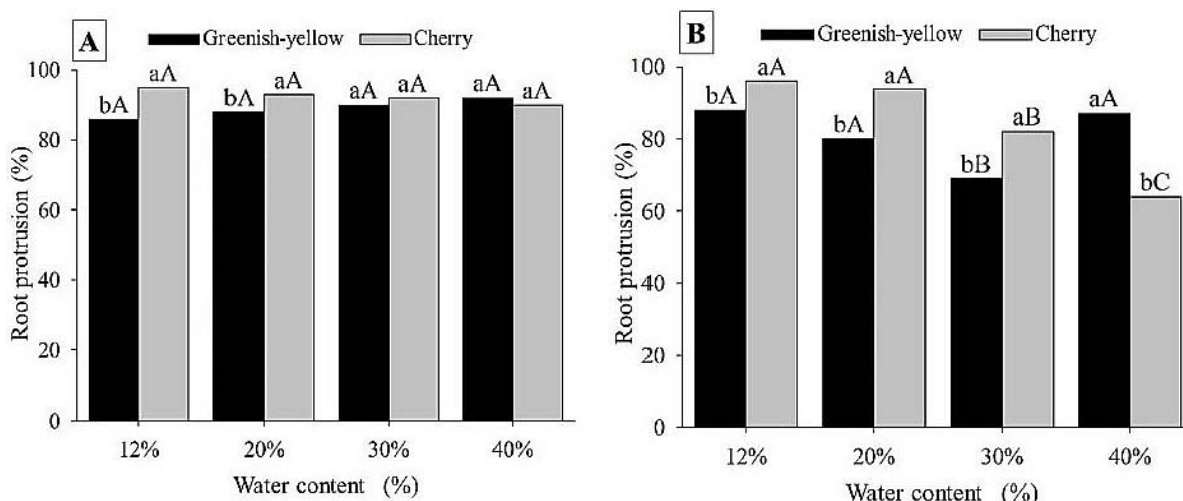 A
Greenish-yellow Cherry
Root protrusion (%)
100
80
60
40
20
0
bA aA bA aA aA aA aA aA
12% 20% 30% 40%
Water content (%)
B
Greenish-yellow Cherry
Root protrusion (%)
100
80
60
40
20
0
bA aA bA aA bB aB aA bC
12% 20% 30% 40%
Water content (%)